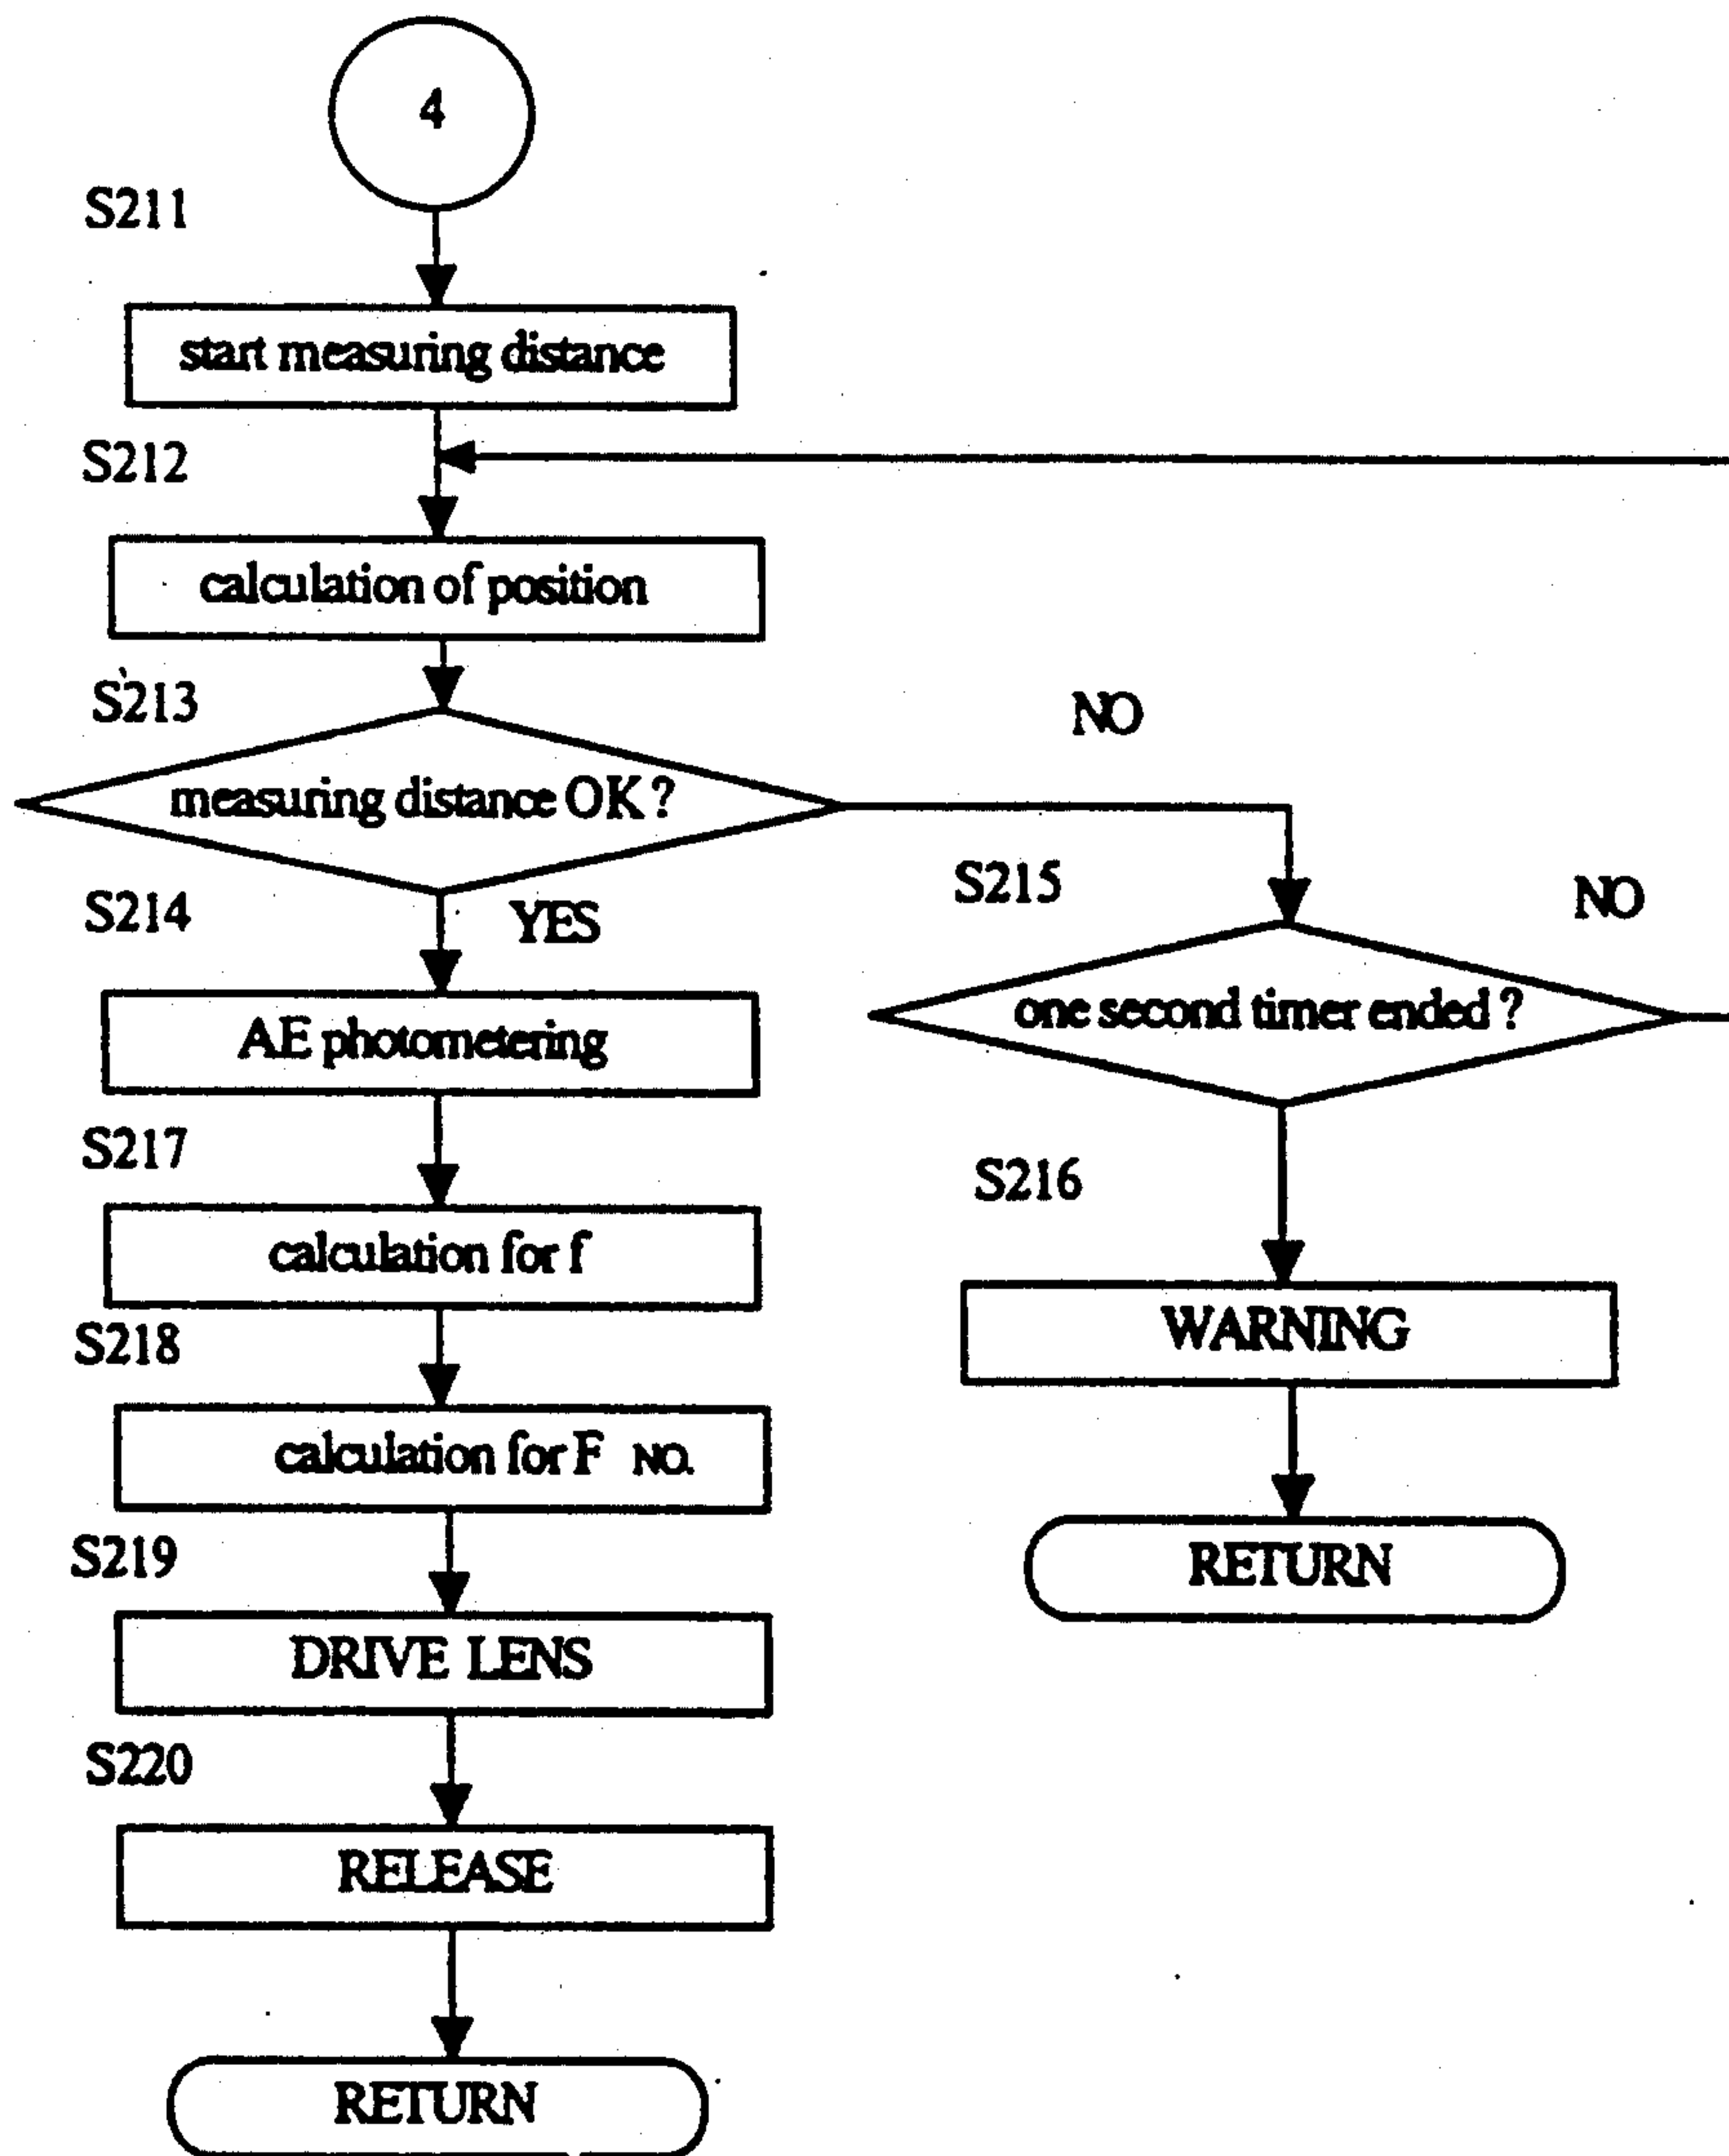 4
S211
start measuring distance
S212
calculation of position
S213
measuring distance OK ?
NO
S214
YES
S215
NO
one second timer ended ?
AE photometering
S217
S216
calculation for f
WARNING
S218
calculation for F NO.
RETURN
S219
DRIVE LENS
S220
RELEASE
RETURN